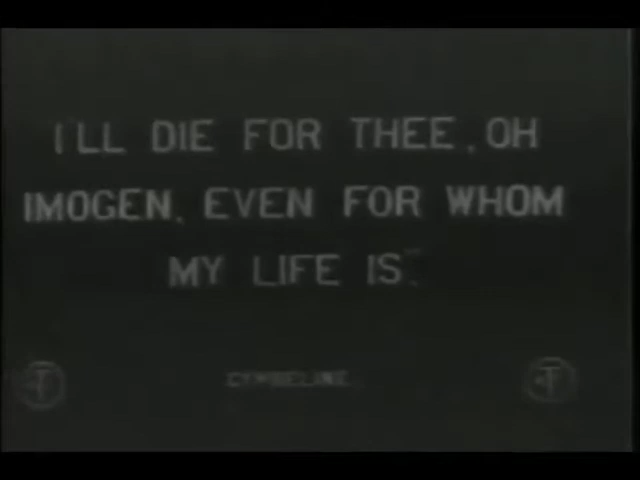 I'LL DIE FOR THEE, OH
IMOGEN, EVEN FOR WHOM
MY LIFE IS.
CYMBELINE.